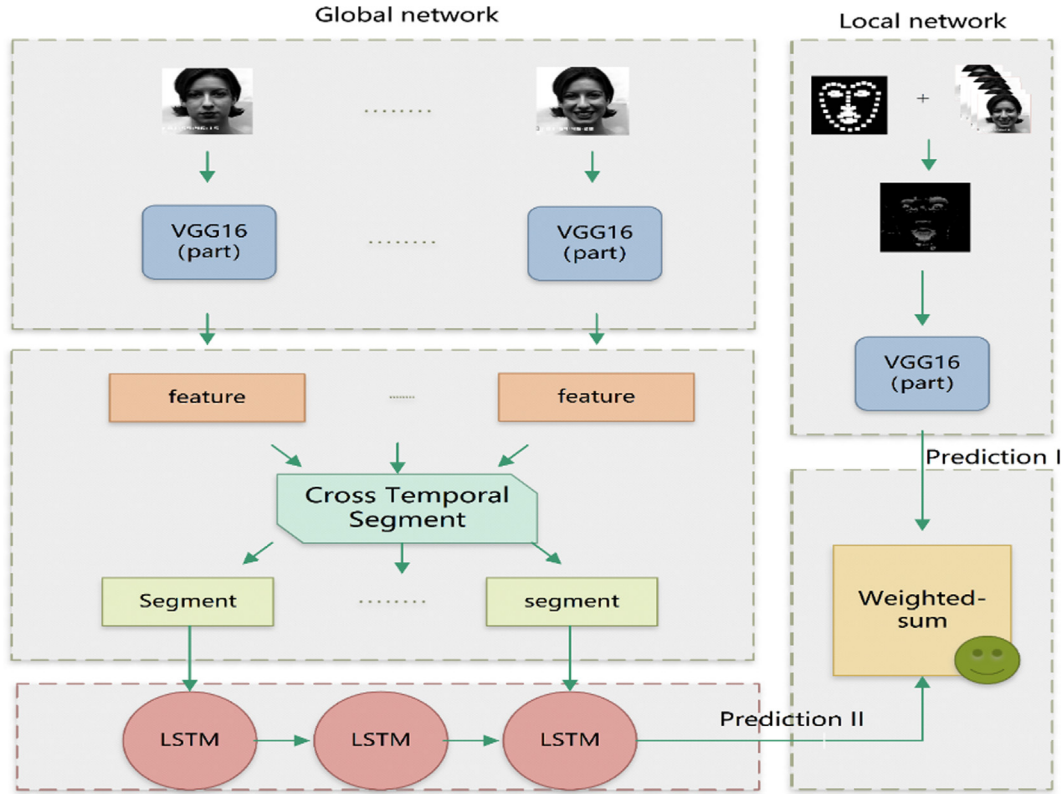 Global network
Local network
+
VGG16
(part)
VGG16
(part)
VGG16
(part)
feature
feature
Cross Temporal
Segment
Prediction I
Segment
segment
Weighted-
sum
LSTM
LSTM
LSTM
Prediction II